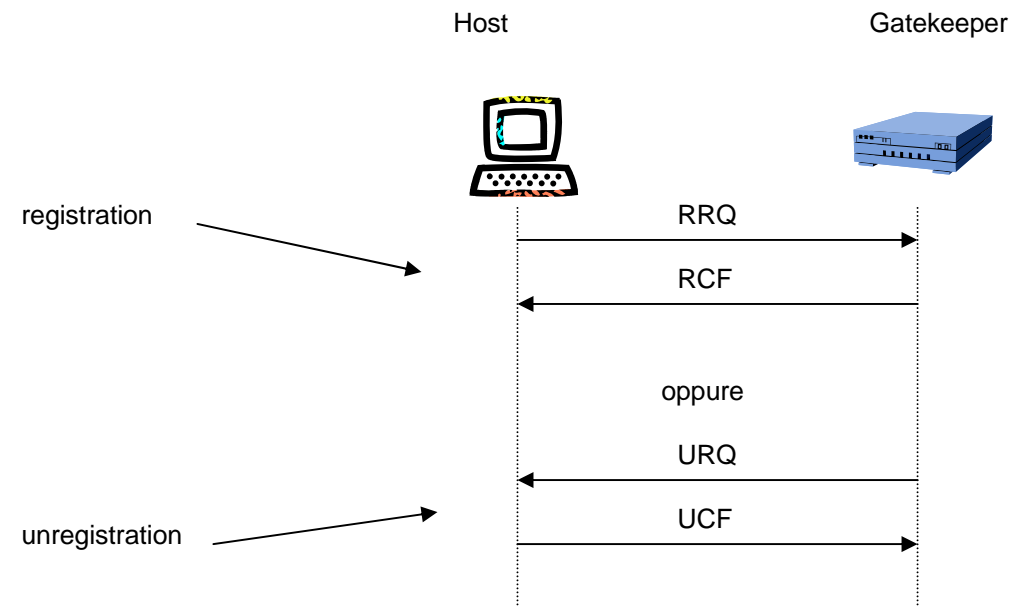 Host
Gatekeeper
registration
RRQ
RCF
oppure
URQ
UCF
unregistration